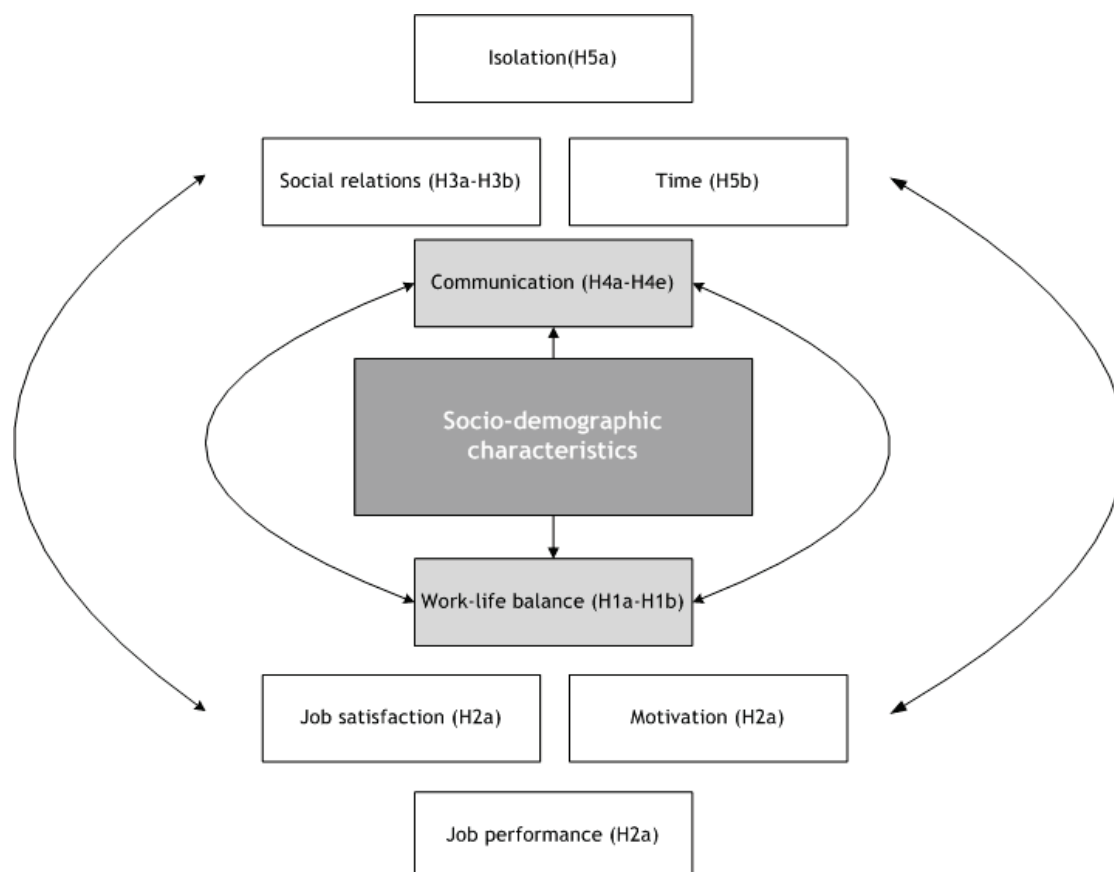 Isolation(H5a)
Social relations (H3a-H3b)
Time (H5b)
Communication (H4a-H4e)
Socio-demographic
characteristics
Work-life balance (H1a-H1b)
Job satisfaction (H2a)
Motivation (H2a)
Job performance (H2a)